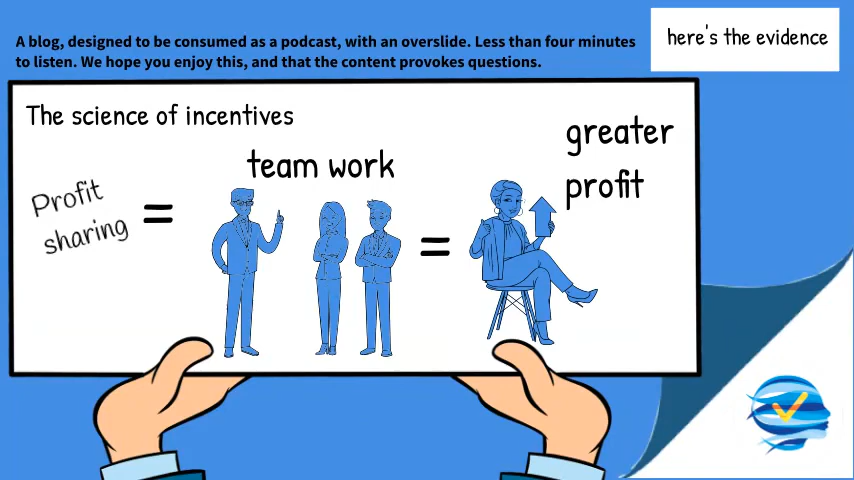 A blog, designed to be consumed as a podcast, with an overslide. Less than four minutes
to listen. We hope you enjoy this, and that the content provokes questions.
here's the evidence
The science of incentives
Profit
sharing
=
team work
=
greater
profit